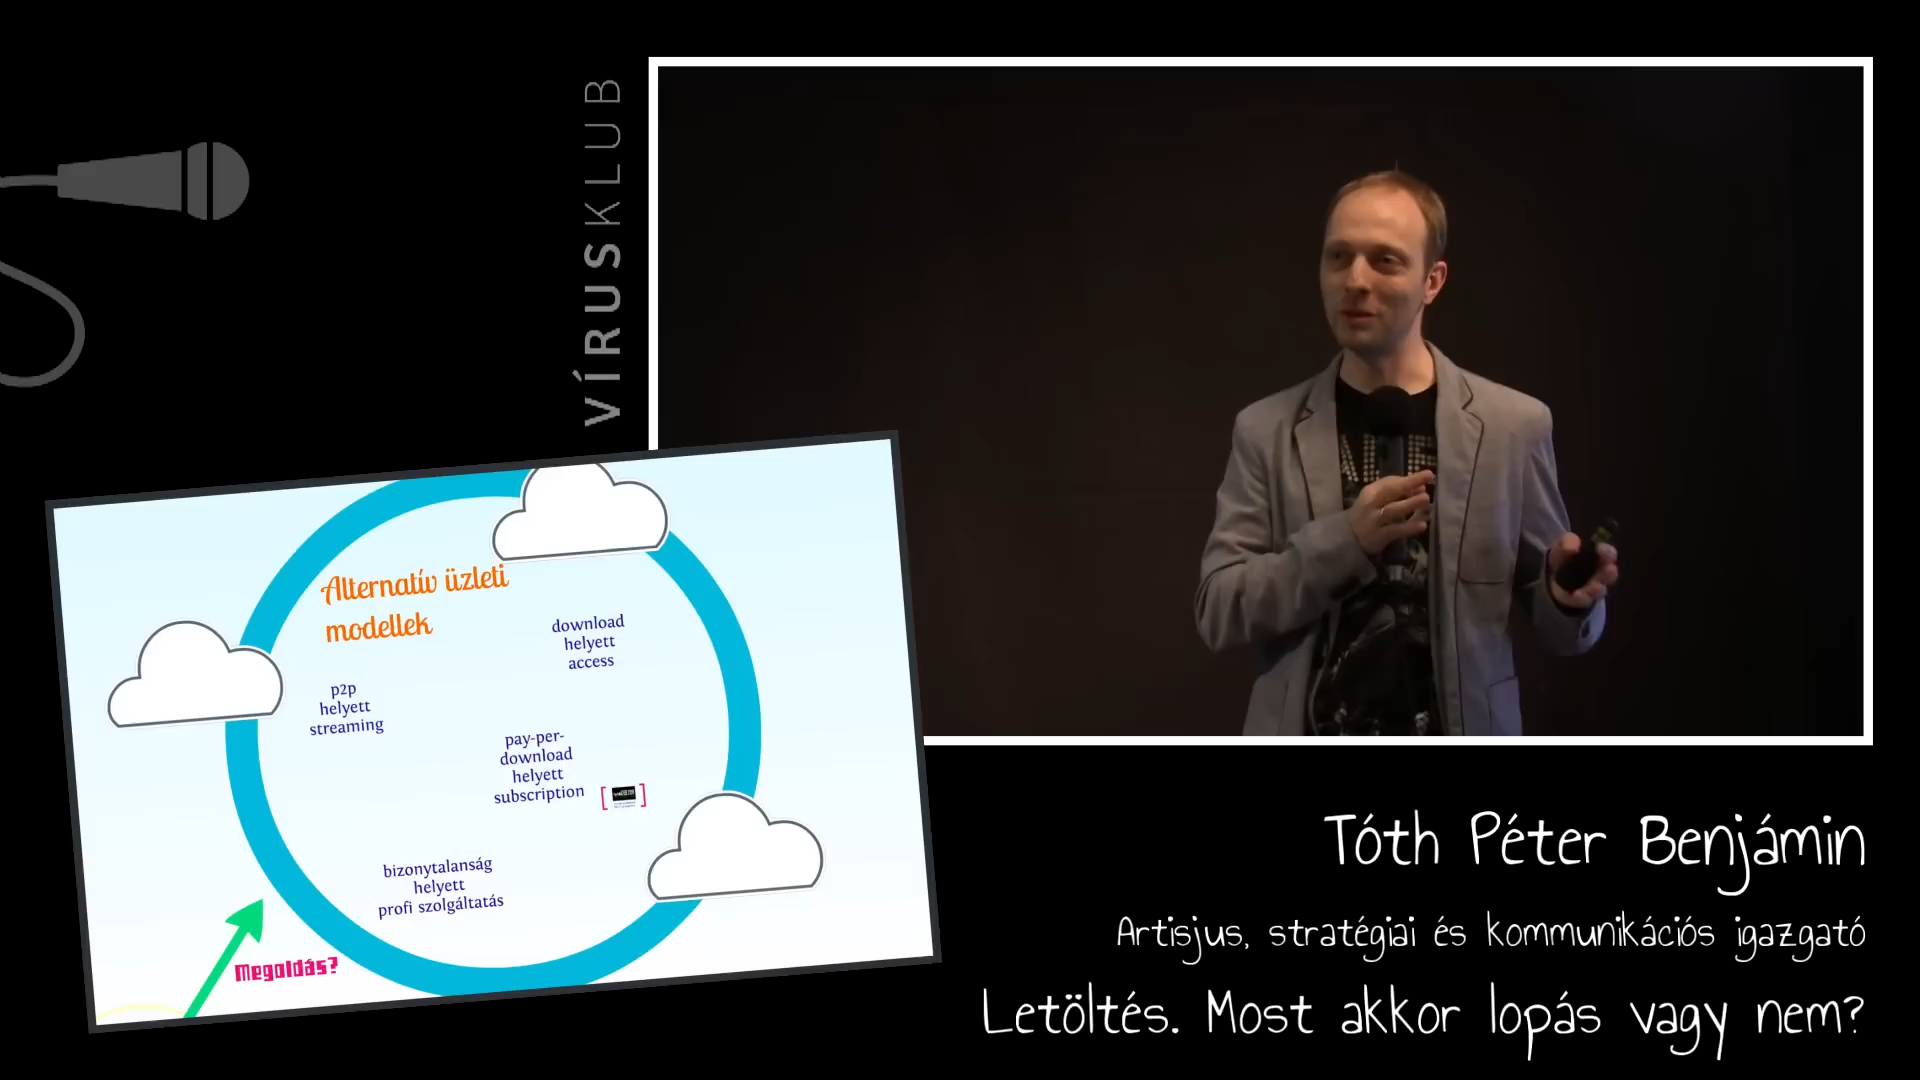 VÍRUSKLUB
Alternatív üzleti
modellek
download
helyett
access
p2p
helyett
streaming
pay-per-
download
helyett
subscription
bizonytalanság
helyett
profi szolgáltatás
Megoldás?
Tóth Péter Benjámin
Artisjus, stratégiai és kommunikációs igazgató
Letöltés. Most akkor lopás vagy nem?